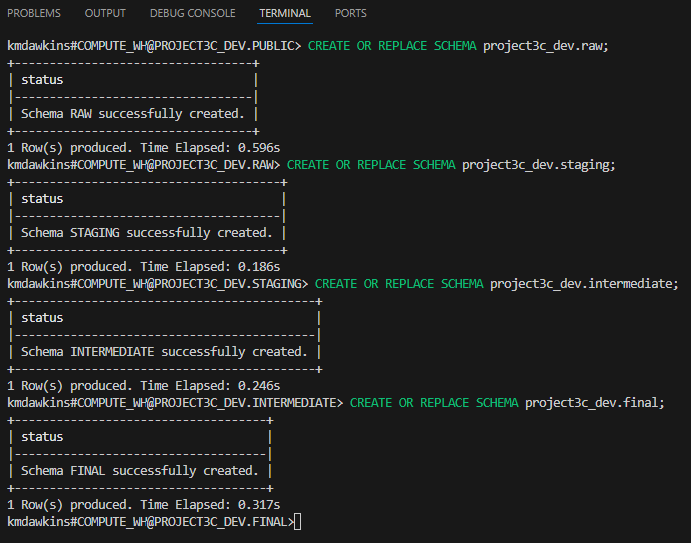 PROBLEMS OUTPUT DEBUG CONSOLE TERMINAL PORTS
kmdawkins#COMPUTE_WH@PROJECT3C_DEV.PUBLIC> CREATE OR REPLACE SCHEMA project3c_dev.raw;
+----------------------------------+
| status                           |
|----------------------------------|
| Schema RAW successfully created. |
+----------------------------------+
1 Row(s) produced. Time Elapsed: 0.596s
kmdawkins#COMPUTE_WH@PROJECT3C_DEV.RAW> CREATE OR REPLACE SCHEMA project3c_dev.staging;
+--------------------------------------+
| status                               |
|--------------------------------------|
| Schema STAGING successfully created. |
+--------------------------------------+
1 Row(s) produced. Time Elapsed: 0.186s
kmdawkins#COMPUTE_WH@PROJECT3C_DEV.STAGING> CREATE OR REPLACE SCHEMA project3c_dev.intermediate;
+-------------------------------------------+
| status                                    |
|-------------------------------------------|
| Schema INTERMEDIATE successfully created. |
+-------------------------------------------+
1 Row(s) produced. Time Elapsed: 0.246s
kmdawkins#COMPUTE_WH@PROJECT3C_DEV.INTERMEDIATE> CREATE OR REPLACE SCHEMA project3c_dev.final;
+------------------------------------+
| status                             |
|------------------------------------|
| Schema FINAL successfully created. |
+------------------------------------+
1 Row(s) produced. Time Elapsed: 0.317s
kmdawkins#COMPUTE_WH@PROJECT3C_DEV.FINAL>